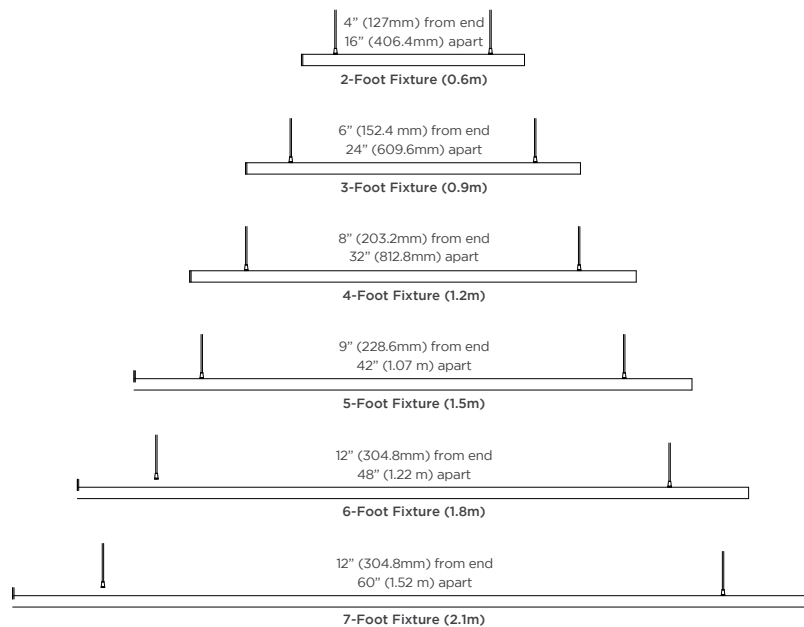 4” (127mm) from end
16” (406.4mm) apart
2-Foot Fixture (0.6m)
6” (152.4 mm) from end
24” (609.6mm) apart
3-Foot Fixture (0.9m)
8” (203.2mm) from end
32” (812.8mm) apart
4-Foot Fixture (1.2m)
9” (228.6mm) from end
42” (1.07 m) apart
5-Foot Fixture (1.5m)
12” (304.8mm) from end
48” (1.22 m) apart
6-Foot Fixture (1.8m)
12” (304.8mm) from end
60” (1.52 m) apart
7-Foot Fixture (2.1m)